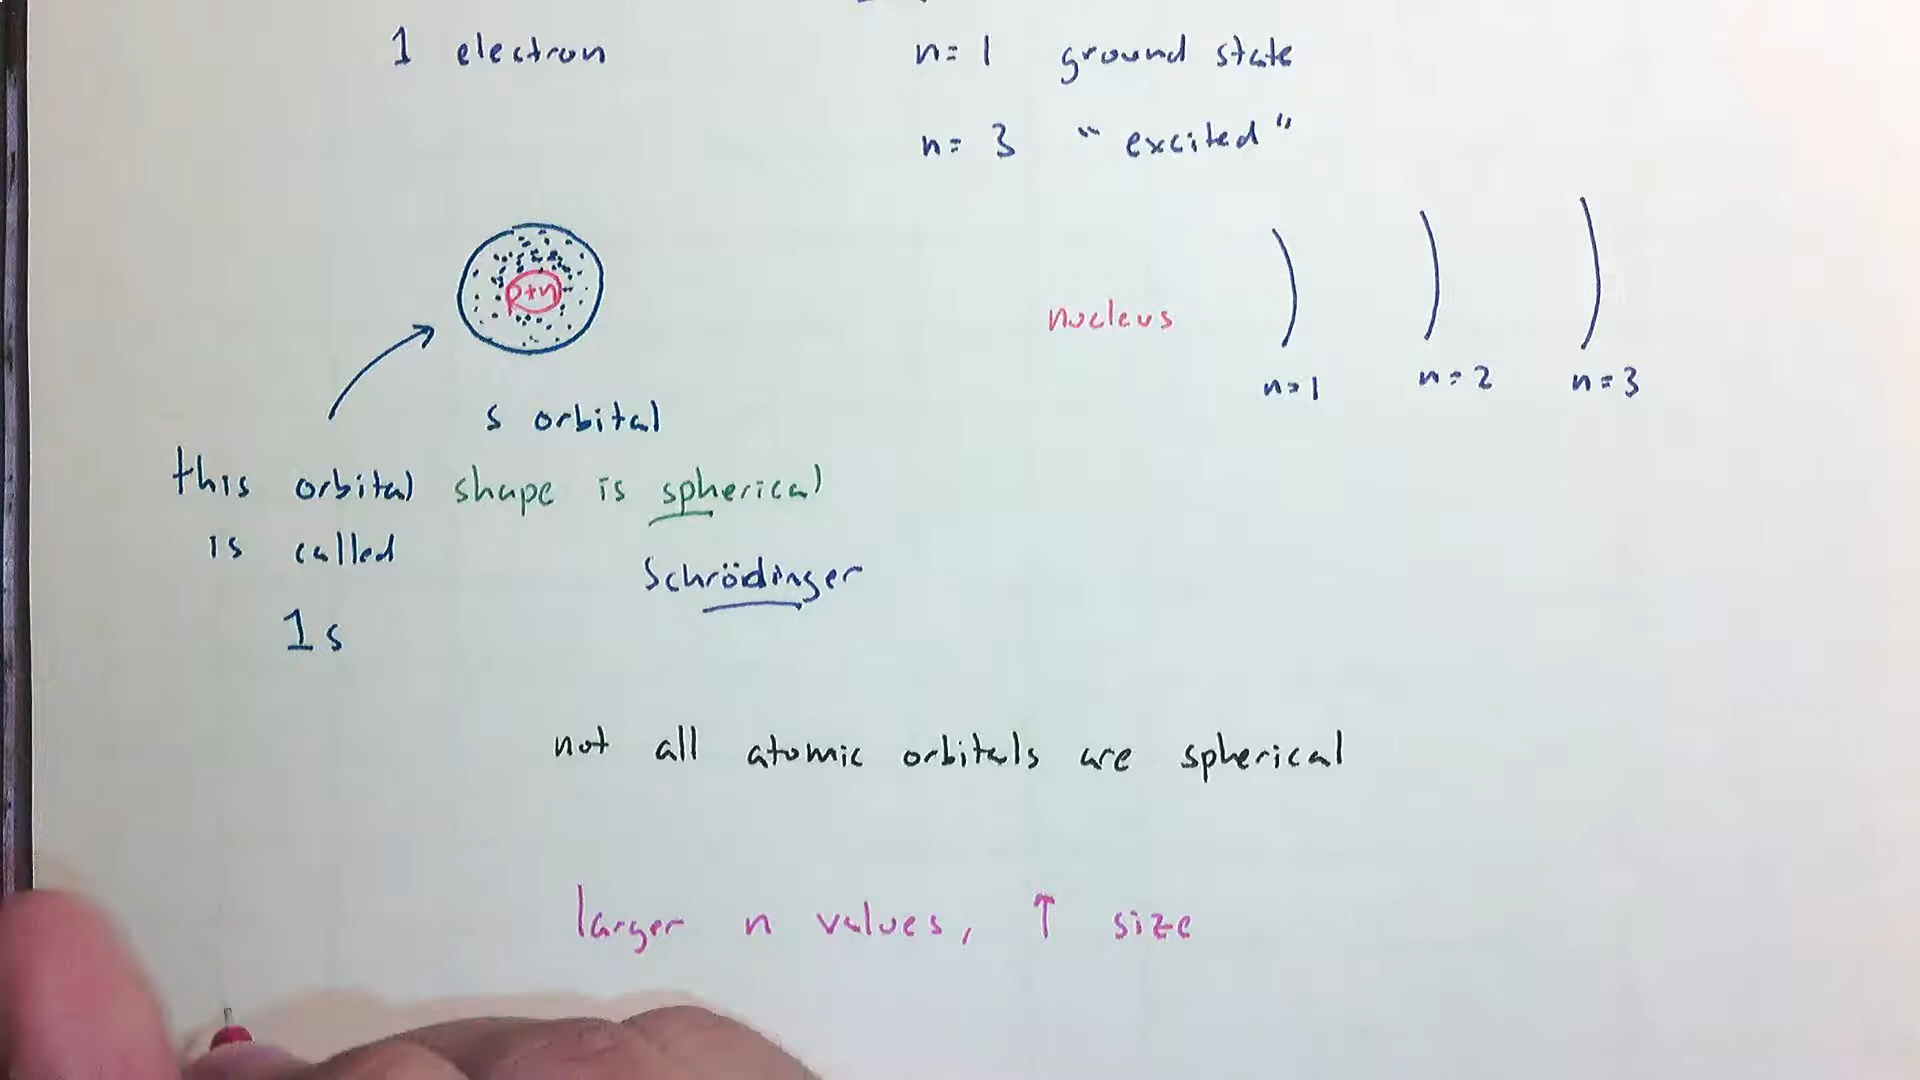 1 electron
n= 1 ground state
n= 3 "excited"
p+n
nucleus
n=1
n=2
n=3
s orbital
this orbital shape is spherical
is called
Schrödinger
1s
not all atomic orbitals are spherical
larger n values, ↑ size